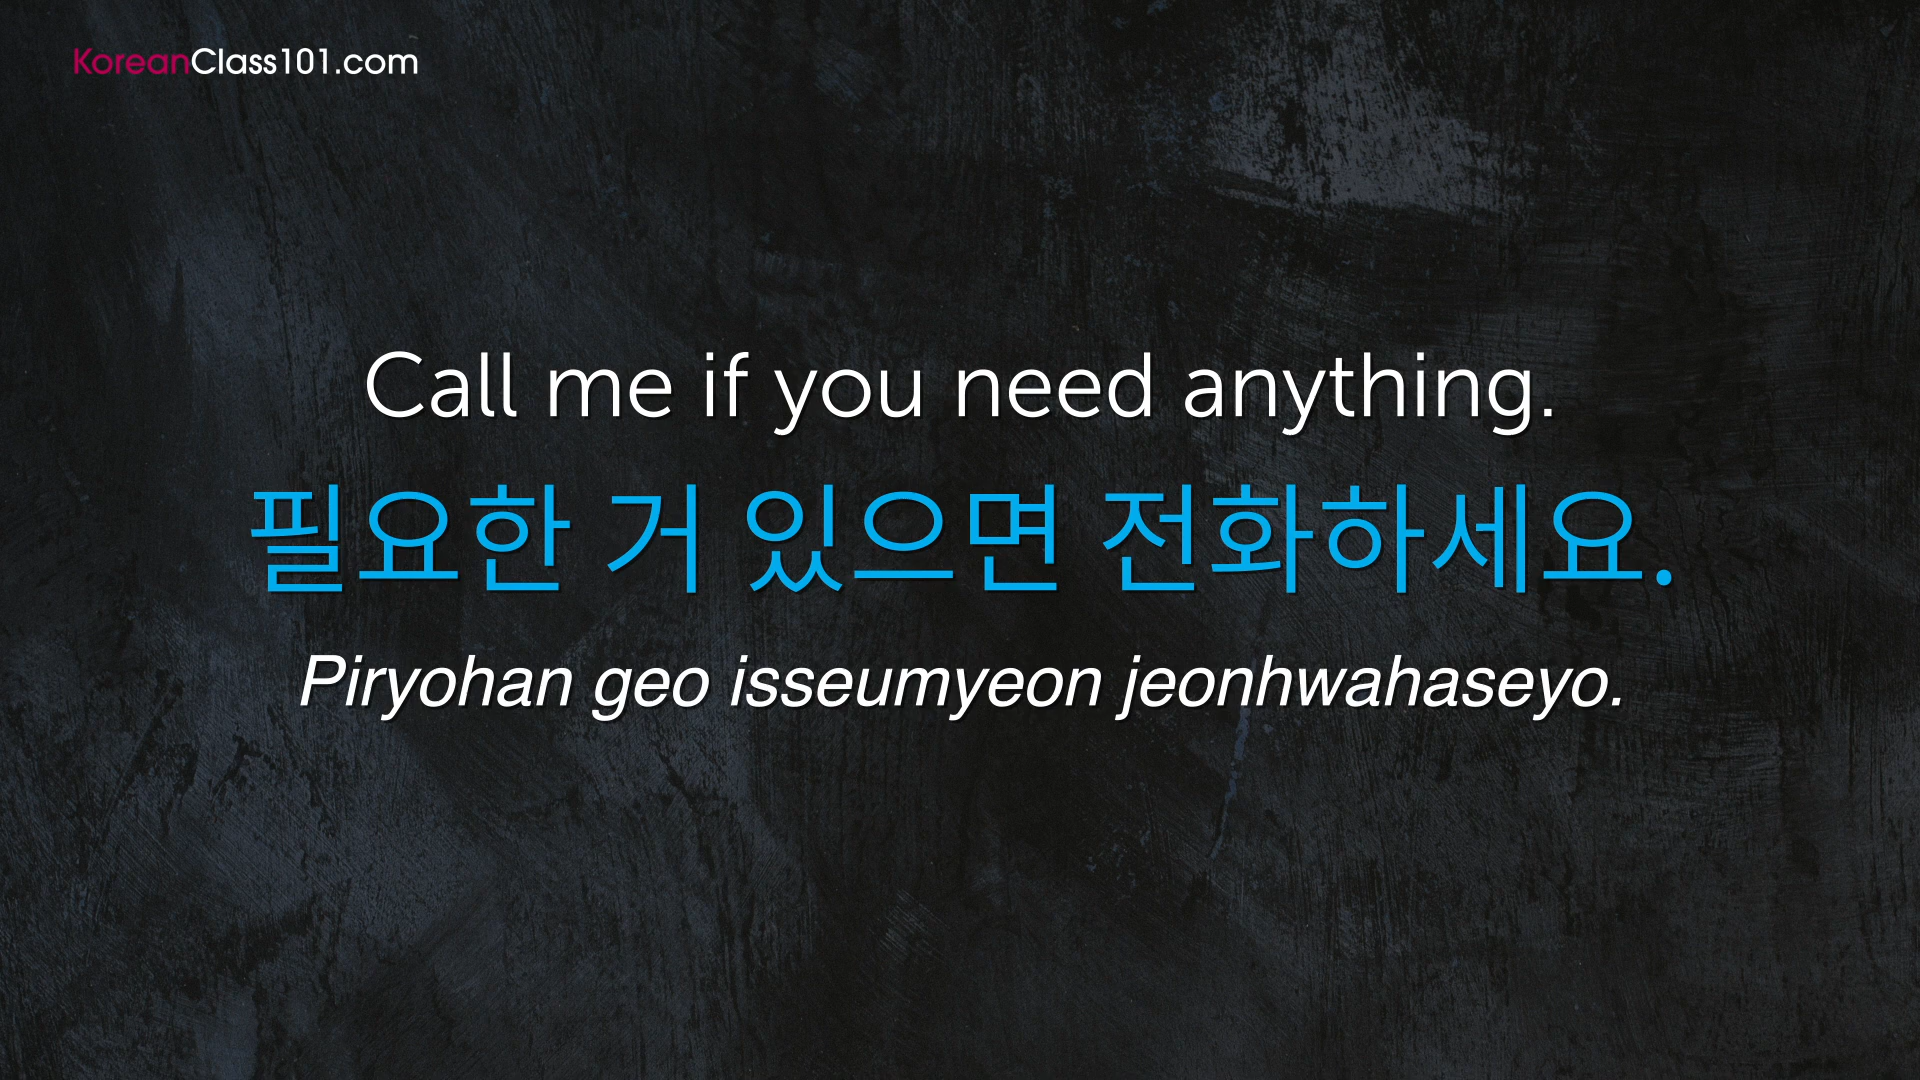 KoreanClass101.com
Call me if you need anything.
필요한 거 있으면 전화하세요.
Piryohan geo isseumyeon jeonhwahaseyo.